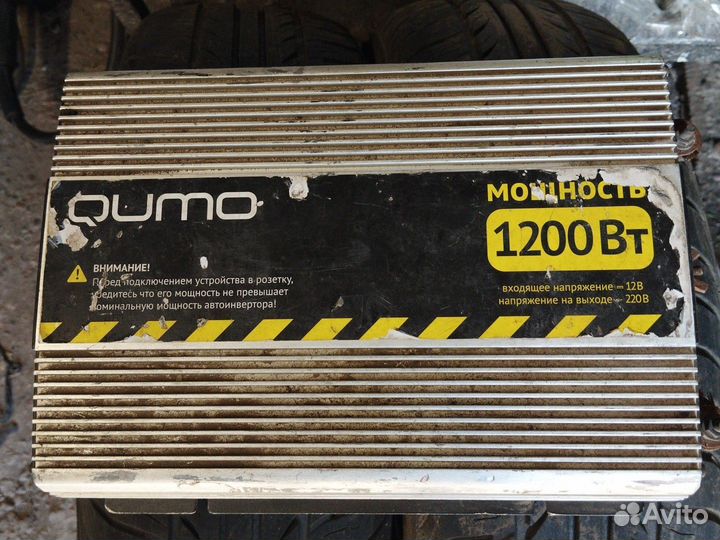 QUMO
МОЩНОСТЬ
1200 Вт
входящее напряжение – 12В
напряжение на выходе – 220В
ВНИМАНИЕ!
Перед подключением устройства в розетку,
убедитесь что его мощность не превышает
номинальную мощность автоинвертора!
Avito